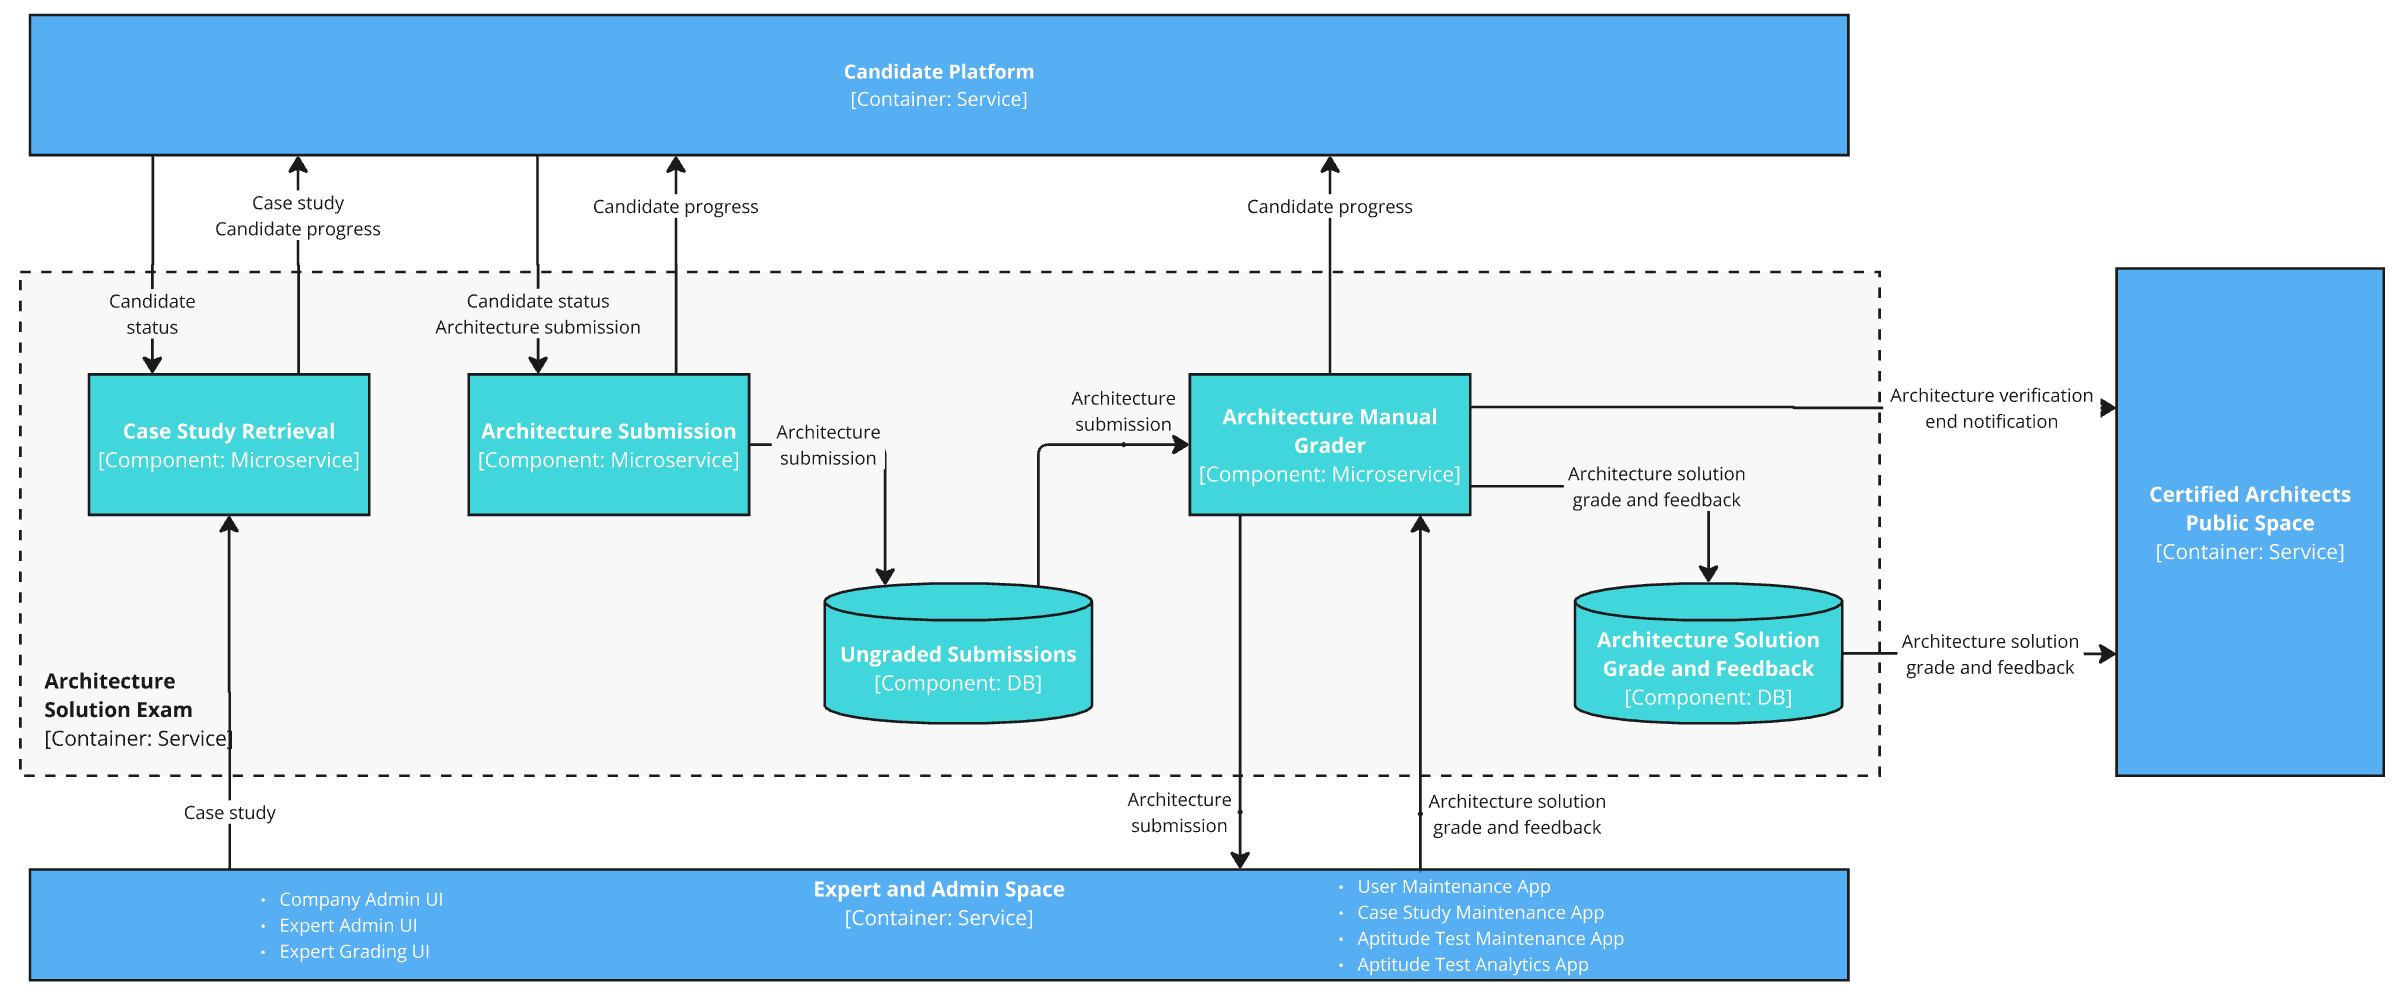 Candidate Platform
[Container: Service]
Case study
Candidate progress
Candidate progress
Candidate progress
Candidate
status
Candidate status
Architecture submission
Case Study Retrieval
[Component: Microservice]
Architecture Submission
[Component: Microservice]
Architecture
submission
Architecture
submission
Architecture Manual
Grader
[Component: Microservice]
Architecture verification
end notification
Architecture solution
grade and feedback
Certified Architects
Public Space
[Container: Service]
Ungraded Submissions
[Component: DB]
Architecture Solution
Grade and Feedback
[Component: DB]
Architecture solution
grade and feedback
Architecture
Solution Exam
[Container: Service]
Case study
Architecture
submission
Architecture solution
grade and feedback
Expert and Admin Space
[Container: Service]
• Company Admin UI
• Expert Admin UI
• Expert Grading UI
• User Maintenance App
• Case Study Maintenance App
• Aptitude Test Maintenance App
• Aptitude Test Analytics App